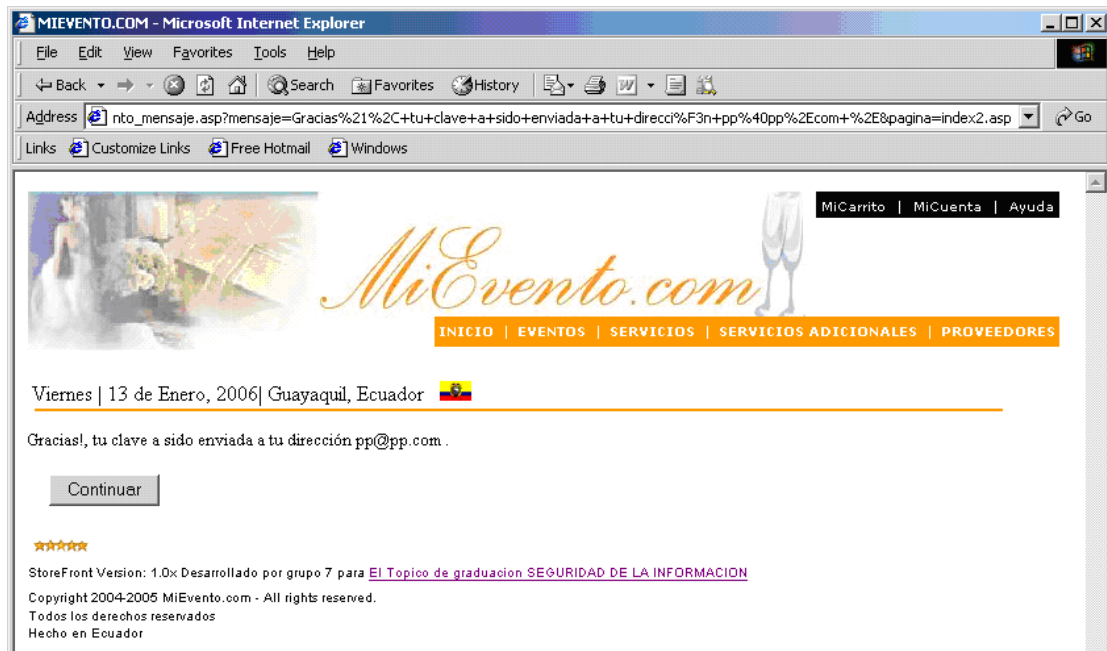 MIEVENTO.COM - Microsoft Internet Explorer
File Edit View Favorites Tools Help
Back Search Favorites History
Address nto_mensaje.asp?mensaje=Gracias%21%2C+tu+clave+a+sido+enviada+a+tu+direcci%F3n+pp%40pp%2Ecom+%2E&pagina=index2.asp Go
Links Customize Links Free Hotmail Windows
MiCarrito | MiCuenta | Ayuda
MiEvento.com
INICIO | EVENTOS | SERVICIOS | SERVICIOS ADICIONALES | PROVEEDORES
Viernes | 13 de Enero, 2006| Guayaquil, Ecuador
Gracias!, tu clave a sido enviada a tu dirección pp@pp.com .
Continuar
StoreFront Version: 1.0x Desarrollado por grupo 7 para El Topico de graduacion SEGURIDAD DE LA INFORMACION
Copyright 2004-2005 MiEvento.com - All rights reserved.
Todos los derechos reservados
Hecho en Ecuador